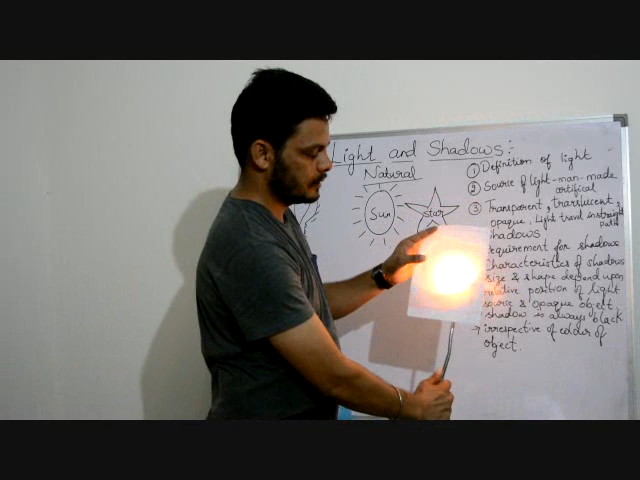 Light and Shadows:-
Natural
Sun
star
① Definition of light
② Source of light - man-made
artificial
③ Transparent, translucent &
opaque, Light travel in straight
path
shadows.
requirement for shadows
characteristics of shadows
size & shape depend upon
relative position of light
source & opaque object
shadow is always black
→ irrespective of colour of
object.